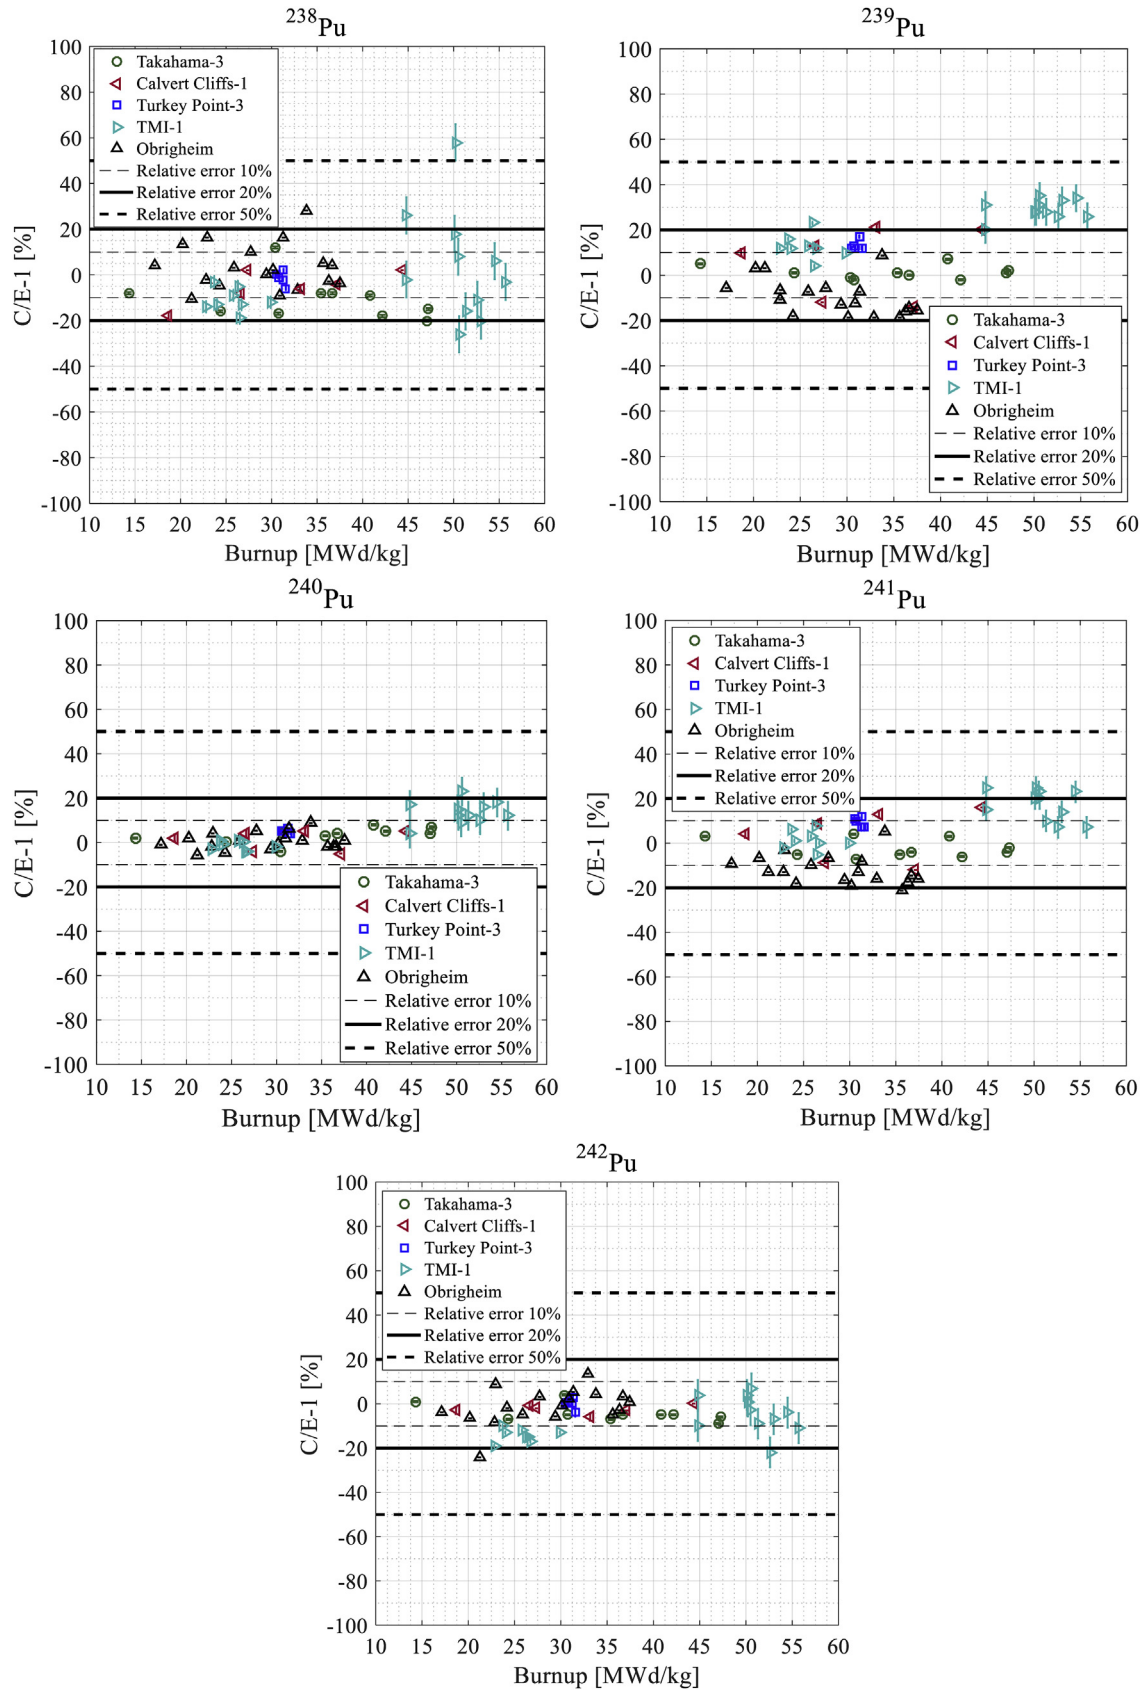 238Pu
100
80
60
40
20
0
-20
-40
-60
-80
-100
C/E-1 [%]
Takahama-3
Calvert Cliffs-1
Turkey Point-3
TMI-1
Obrigheim
Relative error 10%
Relative error 20%
Relative error 50%
10 15 20 25 30 35 40 45 50 55 60
Burnup [MWd/kg]
239Pu
100
80
60
40
20
0
-20
-40
-60
-80
-100
C/E-1 [%]
Takahama-3
Calvert Cliffs-1
Turkey Point-3
TMI-1
Obrigheim
Relative error 10%
Relative error 20%
Relative error 50%
10 15 20 25 30 35 40 45 50 55 60
Burnup [MWd/kg]
240Pu
100
80
60
40
20
0
-20
-40
-60
-80
-100
C/E-1 [%]
Takahama-3
Calvert Cliffs-1
Turkey Point-3
TMI-1
Obrigheim
Relative error 10%
Relative error 20%
Relative error 50%
10 15 20 25 30 35 40 45 50 55 60
Burnup [MWd/kg]
241Pu
100
80
60
40
20
0
-20
-40
-60
-80
-100
C/E-1 [%]
Takahama-3
Calvert Cliffs-1
Turkey Point-3
TMI-1
Obrigheim
Relative error 10%
Relative error 20%
Relative error 50%
10 15 20 25 30 35 40 45 50 55 60
Burnup [MWd/kg]
242Pu
100
80
60
40
20
0
-20
-40
-60
-80
-100
C/E-1 [%]
Takahama-3
Calvert Cliffs-1
Turkey Point-3
TMI-1
Obrigheim
Relative error 10%
Relative error 20%
Relative error 50%
10 15 20 25 30 35 40 45 50 55 60
Burnup [MWd/kg]